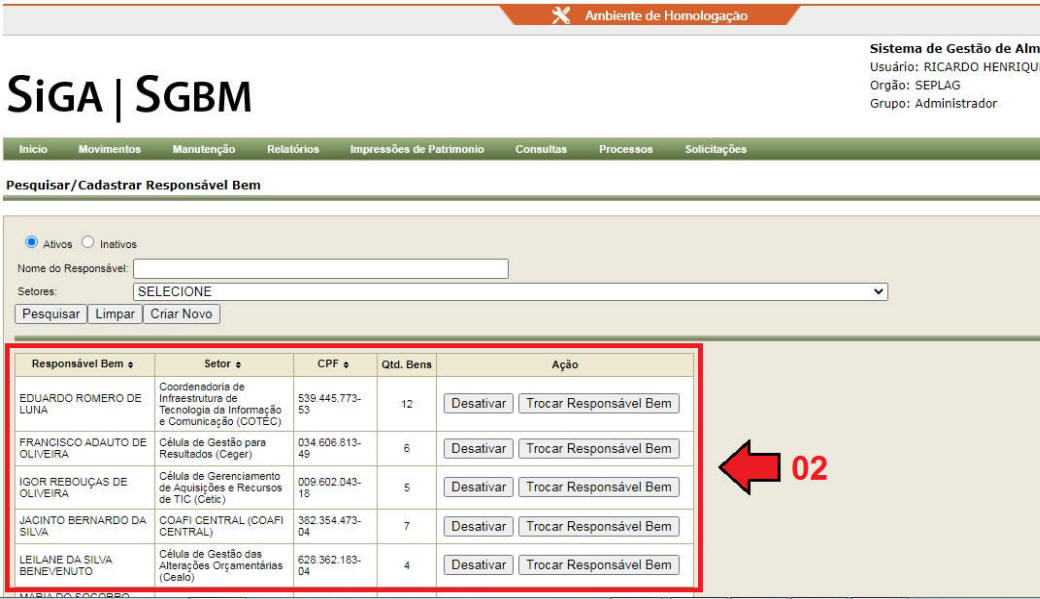 Ambiente de Homologação
Sistema de Gestão de Alm
Usuário: RICARDO HENRIQU
Orgão: SEPLAG
Grupo: Administrador
SiGA | SGBM
Início Movimentos Manutenção Relatórios Impressões de Patrimonio Consultas Processos Solicitações
Pesquisar/Cadastrar Responsável Bem
Ativos Inativos
Nome do Responsável:
Setores: SELECIONE
Pesquisar Limpar Criar Novo
Responsável Bem Setor CPF Qtd. Bens Ação
EDUARDO ROMERO DE
LUNA
Coordenadoria de
Infraestrutura de
Tecnologia da Informação
e Comunicação (COTEC)
539.445.773-
53
12
Desativar Trocar Responsável Bem
FRANCISCO ADAUTO DE
OLIVEIRA
Célula de Gestão para
Resultados (Ceger)
034.606.813-
49
6
Desativar Trocar Responsável Bem
IGOR REBOUÇAS DE
OLIVEIRA
Célula de Gerenciamento
de Aquisições e Recursos
de TIC (Cetic)
009.602.043-
18
5
Desativar Trocar Responsável Bem
JACINTO BERNARDO DA
SILVA
COAFI CENTRAL (COAFI
CENTRAL)
382.354.473-
04
7
Desativar Trocar Responsável Bem
LEILANE DA SILVA
BENEVENUTO
Célula de Gestão das
Alterações Orçamentárias
(Cealo)
628.362.183-
04
4
Desativar Trocar Responsável Bem
MARIA DO SOCORRO
02